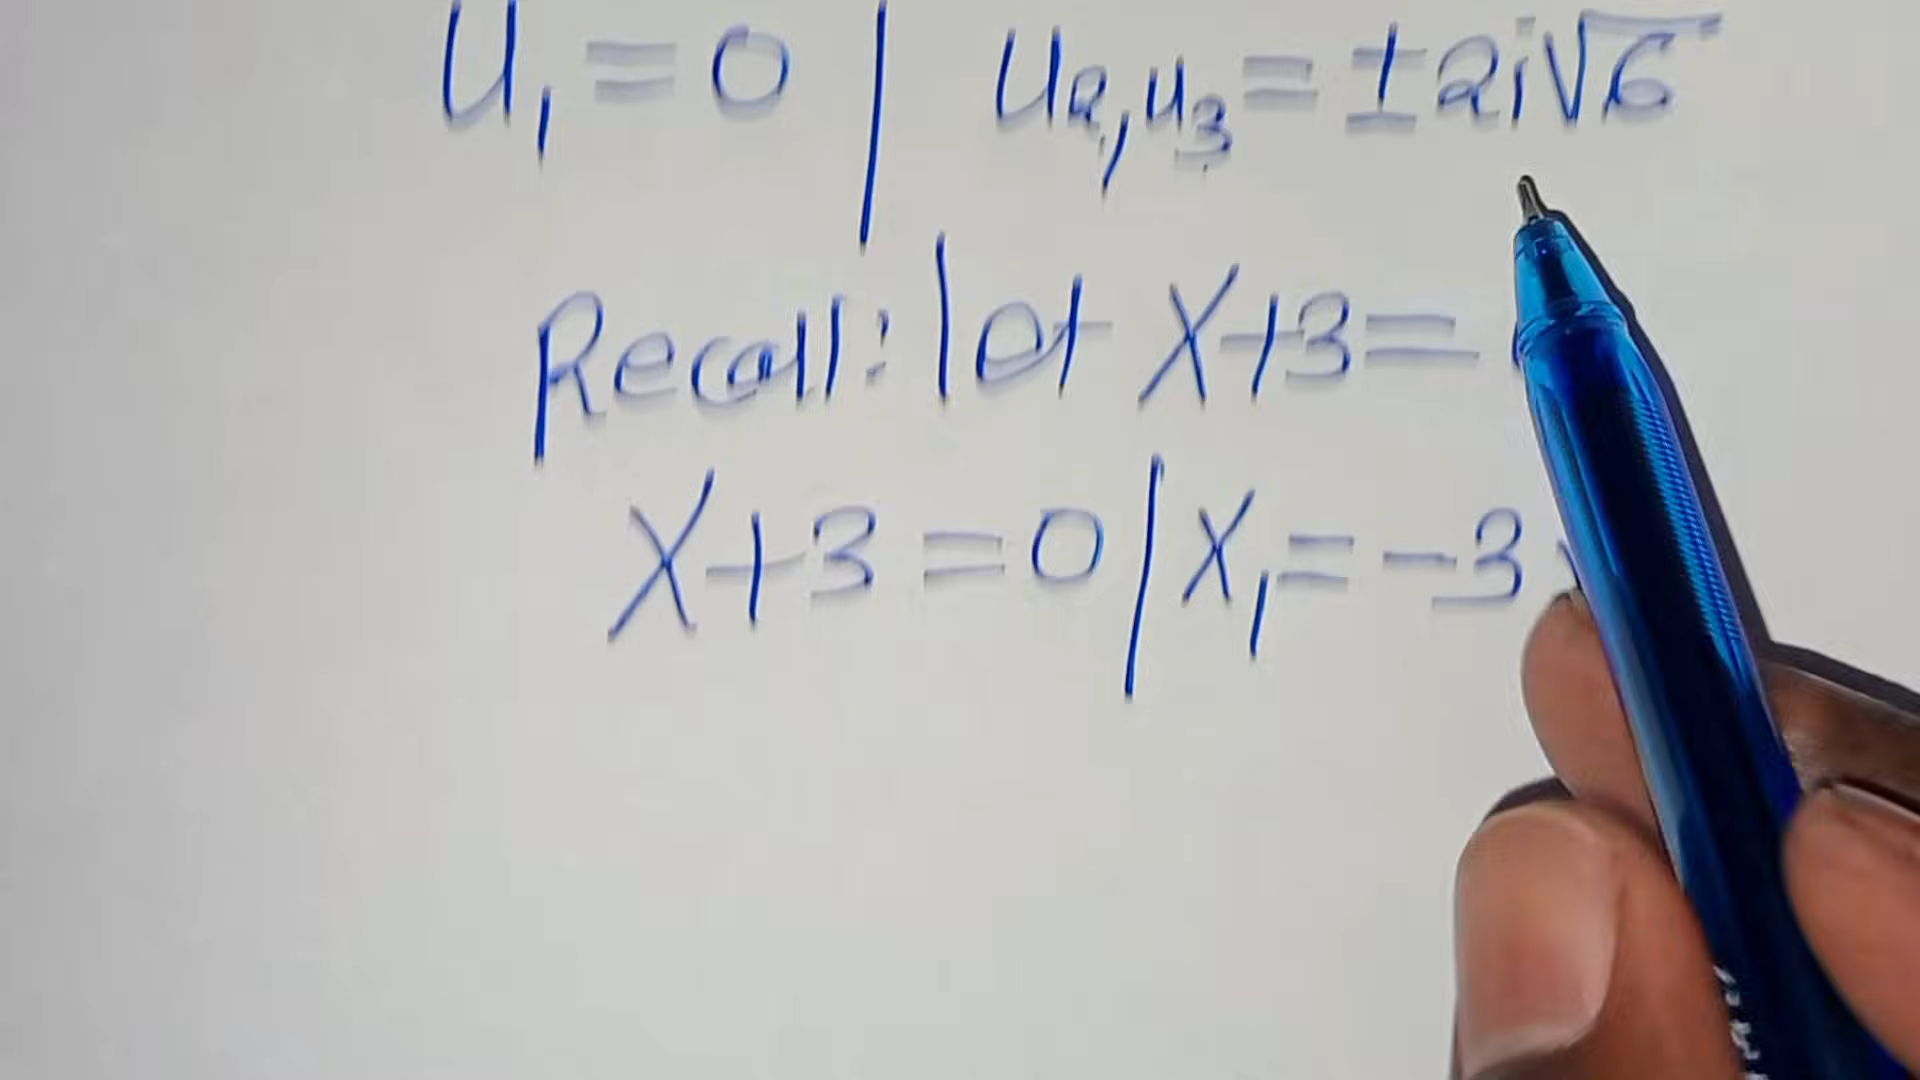 U₁ = 0 | U₂,U₃ = ±2i√6
Recall: let X+3 =
X+3 = 0 | X₁ = -3